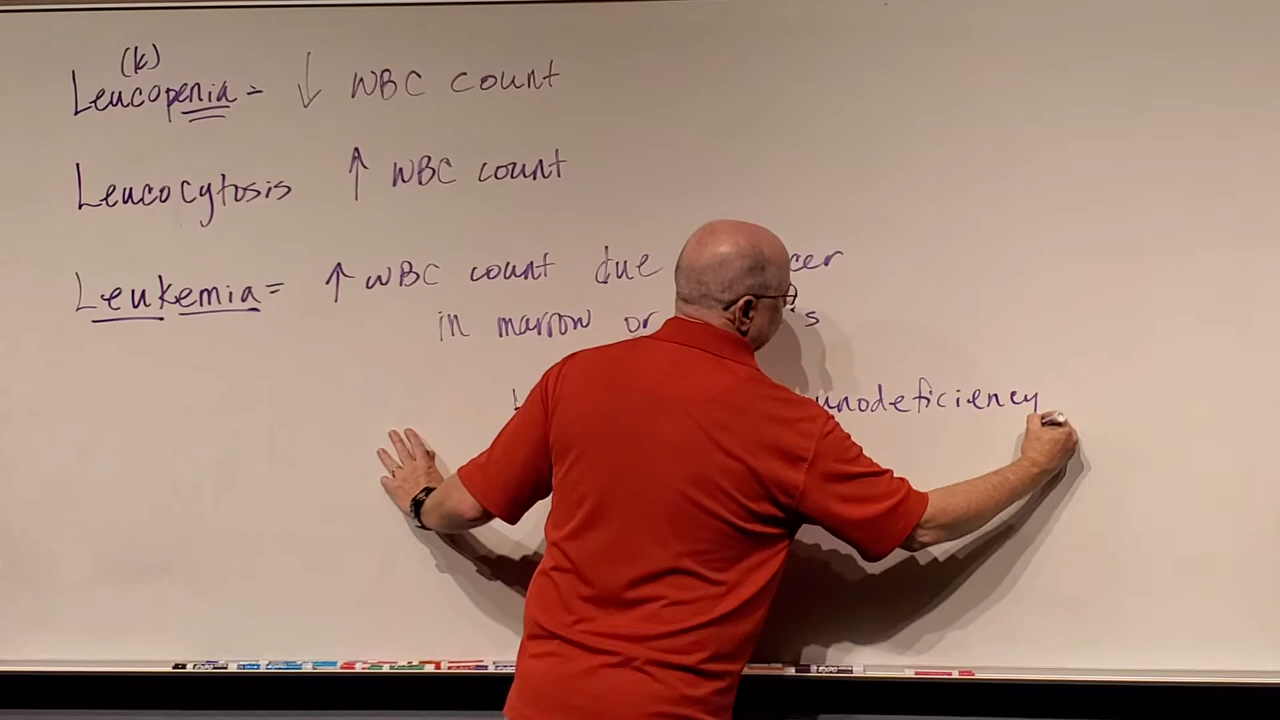 (k)
Leucopenia = ↓ WBC count
Leucocytosis ↑ WBC count
Leukemia = ↑ WBC count due cer
in marrow or 's
unodeficiency